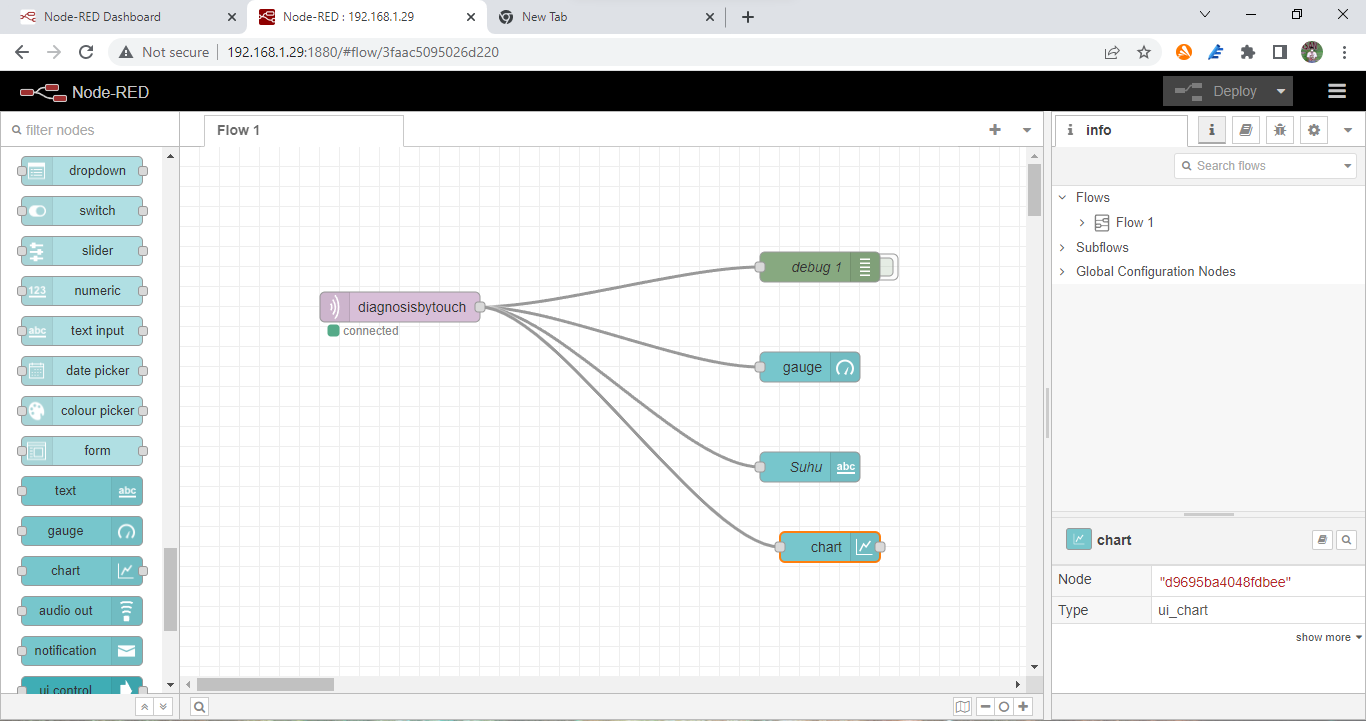 Node-RED Dashboard
Node-RED : 192.168.1.29
New Tab
Not secure
192.168.1.29:1880/#flow/3faac5095026d220
Node-RED
Deploy
filter nodes
Flow 1
info
i
Search flows
dropdown
switch
slider
123 numeric
abc text input
date picker
colour picker
form
text abc
gauge
chart
audio out
notification
ui control
diagnosisbytouch
connected
debug 1
gauge
Suhu abc
chart
Flows
Flow 1
Subflows
Global Configuration Nodes
chart
Node "d9695ba4048fdbee"
Type ui_chart
show more